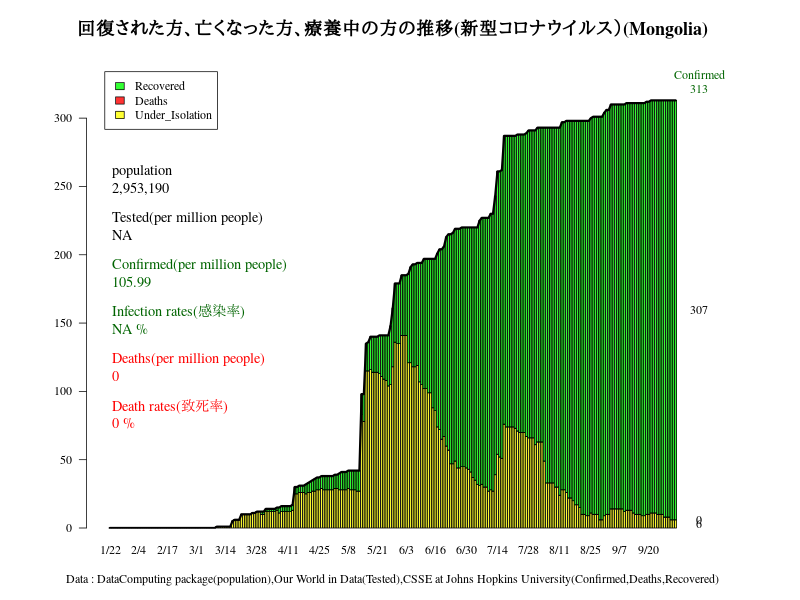 回復された方、亡くなった方、療養中の方の推移(新型コロナウイルス）(Mongolia)
Confirmed
313
Recovered
Deaths
Under_Isolation
population
2,953,190
Tested(per million people)
NA
Confirmed(per million people)
105.99
Infection rates(感染率)
NA %
Deaths(per million people)
0
Death rates(致死率)
0 %
300
250
200
150
100
50
0
307
0
6
1/22 2/4 2/17 3/1 3/14 3/28 4/11 4/25 5/8 5/21 6/3 6/16 6/30 7/14 7/28 8/11 8/25 9/7 9/20
Data : DataComputing package(population),Our World in Data(Tested),CSSE at Johns Hopkins University(Confirmed,Deaths,Recovered)